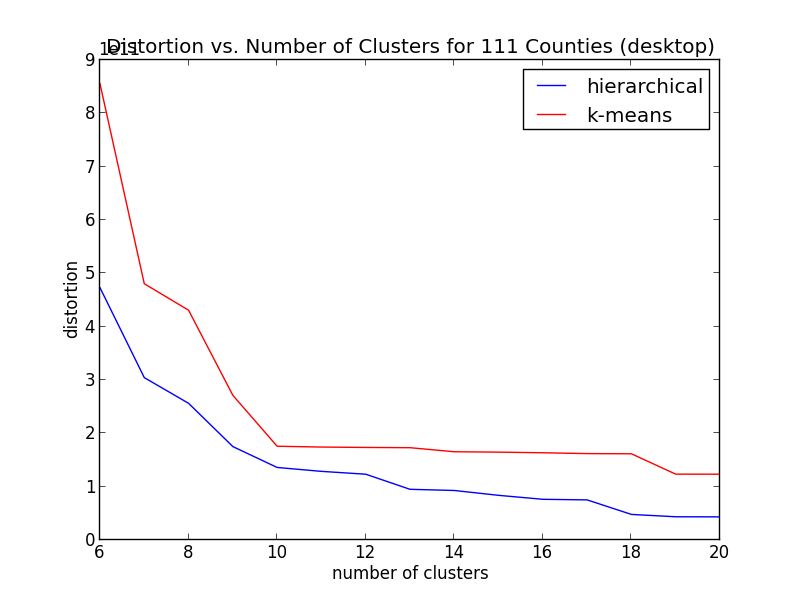 Distortion vs. Number of Clusters for 111 Counties (desktop)
1e11
hierarchical
k-means
9
8
7
6
5
4
3
2
1
0
distortion
6 8 10 12 14 16 18 20
number of clusters